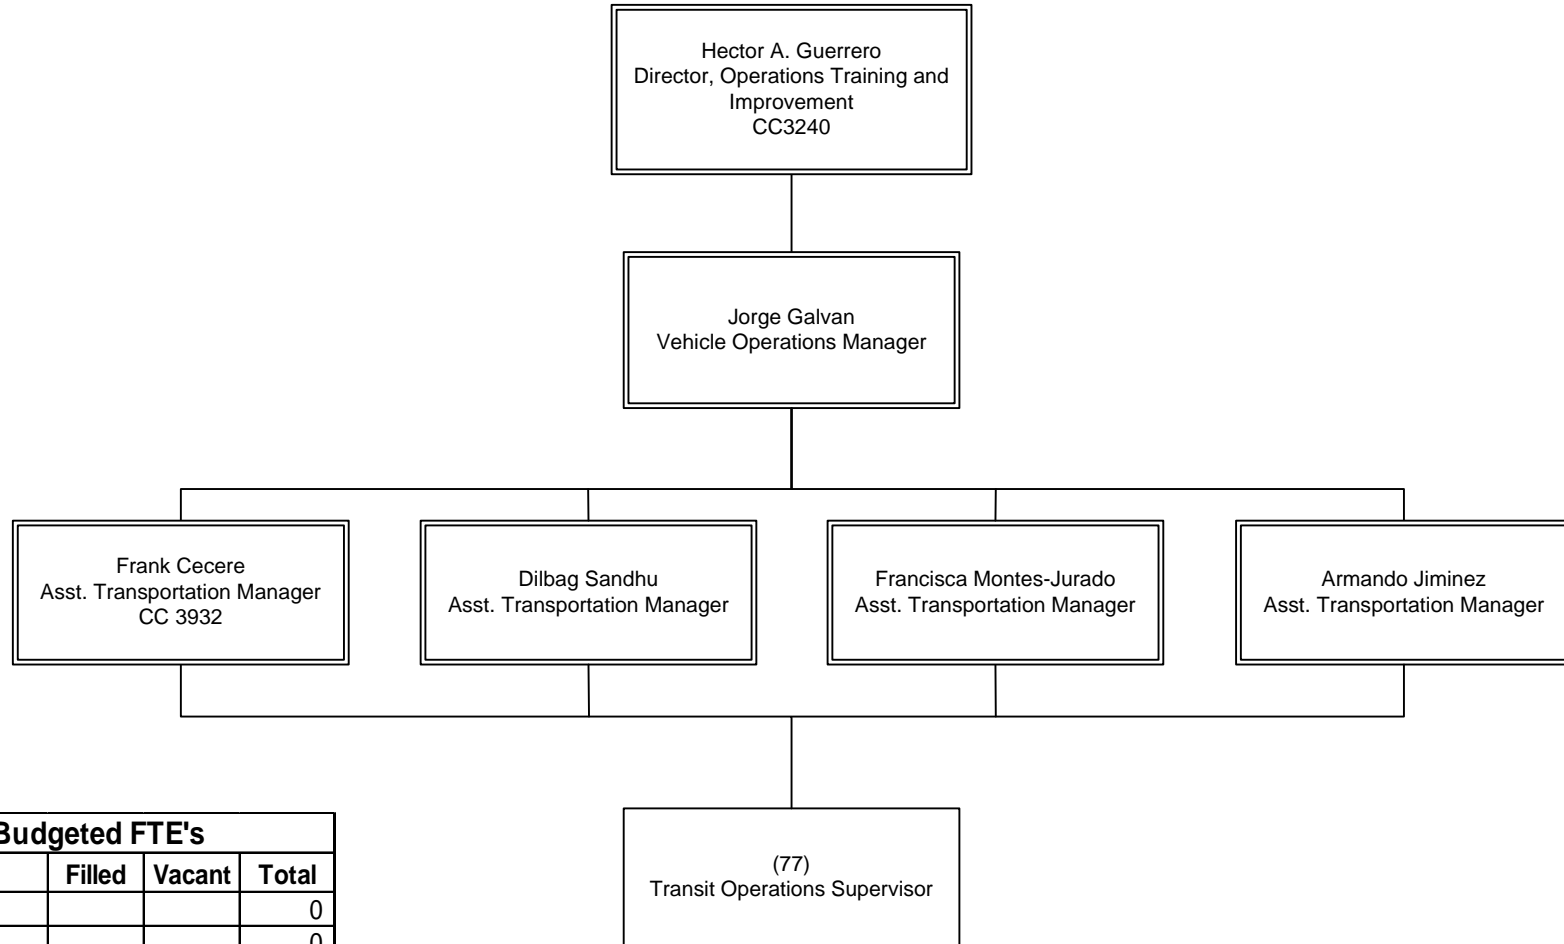 Hector A. Guerrero
Director, Operations Training and
Improvement
CC3240
Jorge Galvan
Vehicle Operations Manager
Frank Cecere
Asst. Transportation Manager
CC 3932
Dilbag Sandhu
Asst. Transportation Manager
Francisca Montes-Jurado
Asst. Transportation Manager
Armando Jiminez
Asst. Transportation Manager
(77)
Transit Operations Supervisor
Budgeted FTE's
Filled Vacant Total
0
0